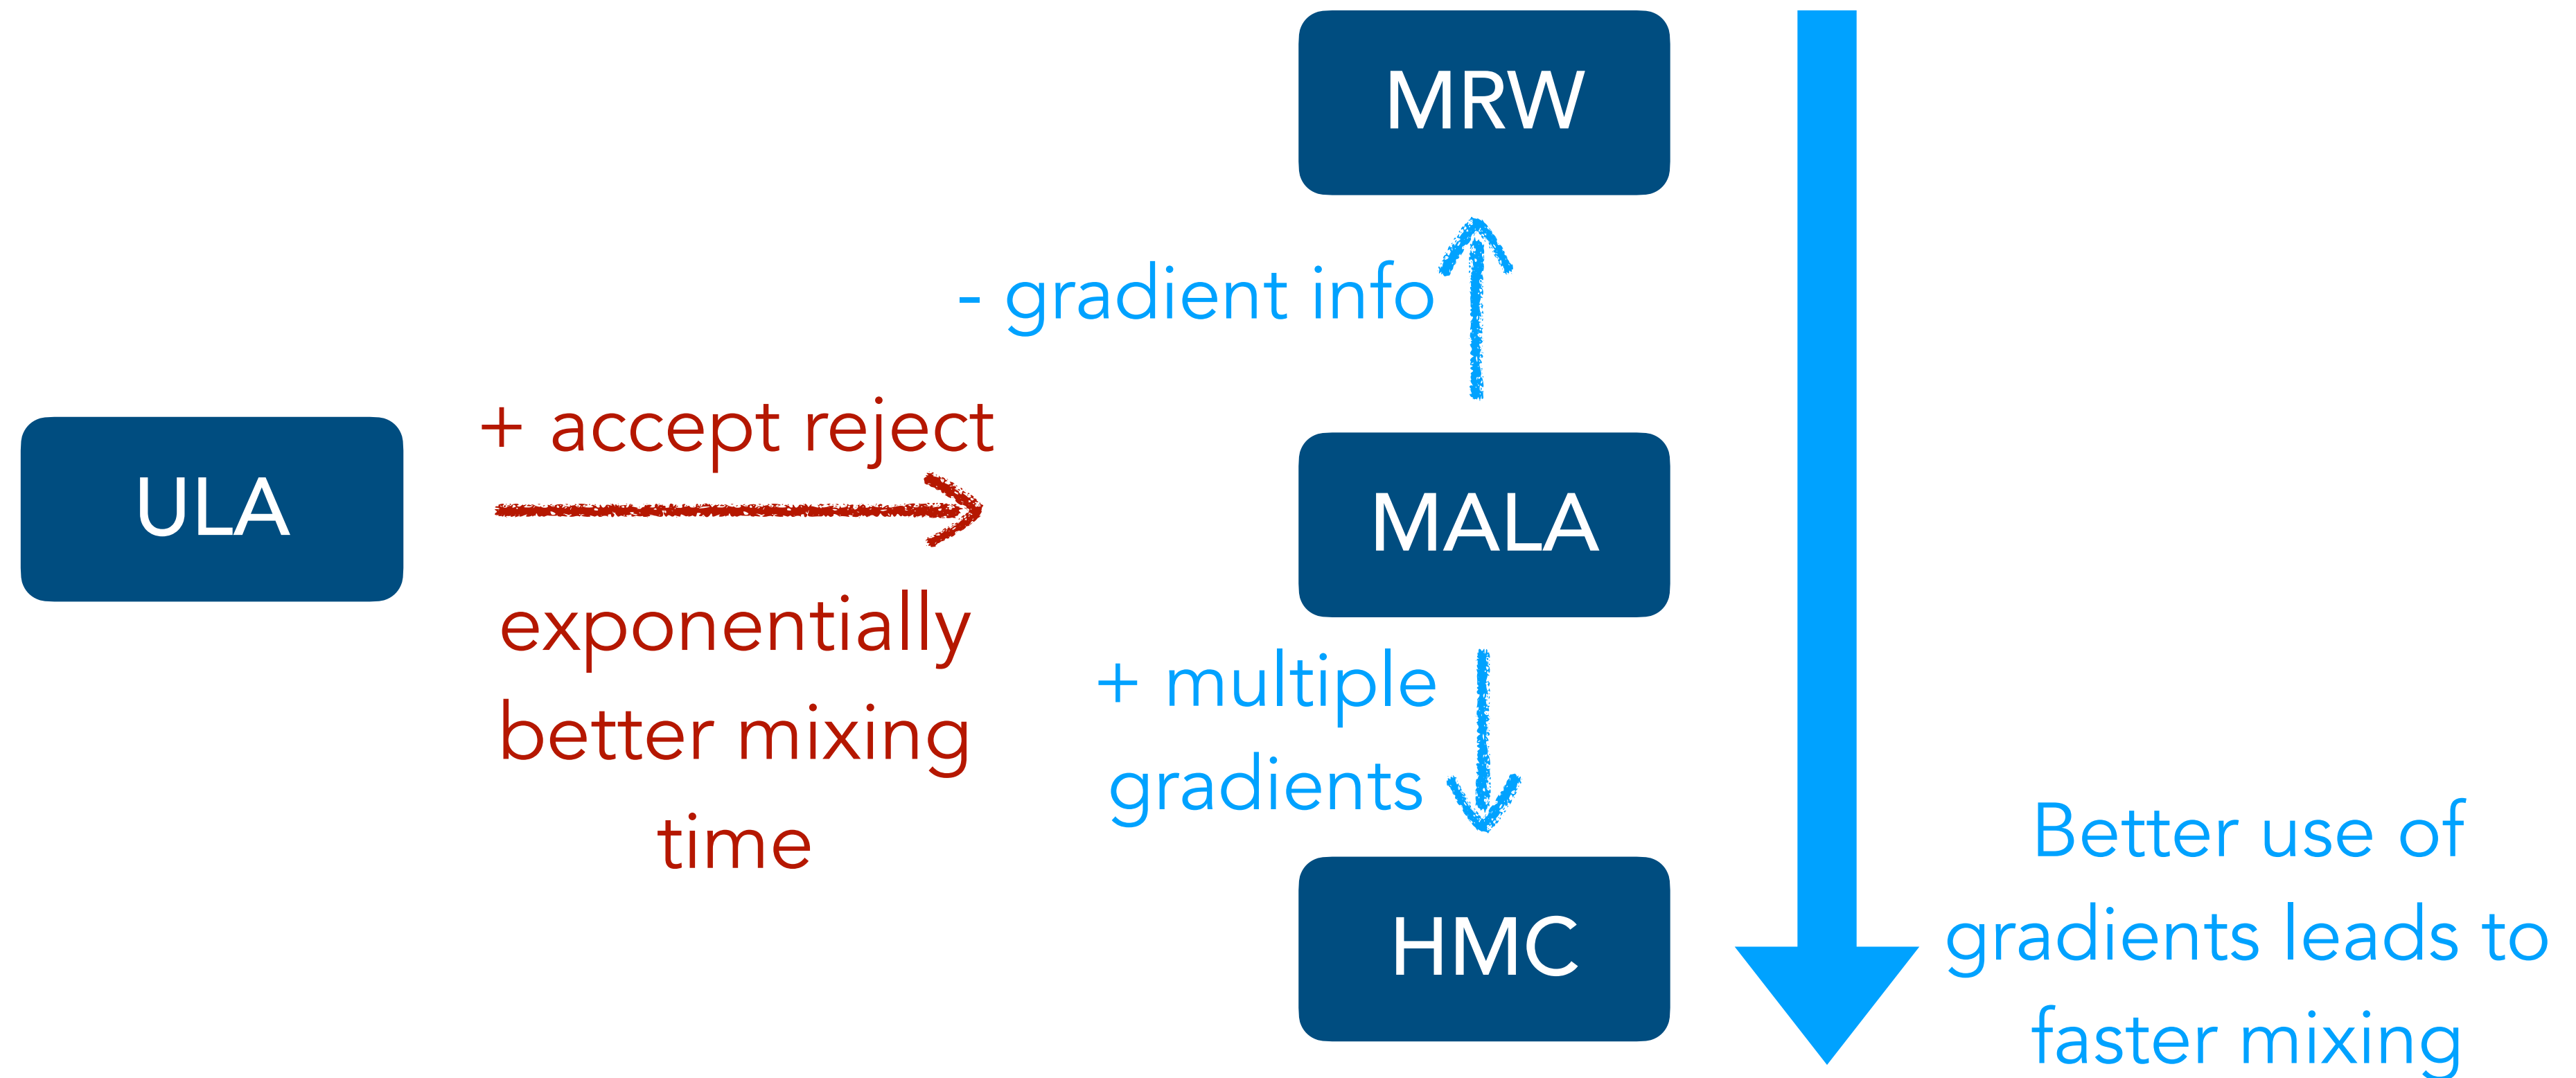 MRW
- gradient info
+ accept reject
ULA
MALA
exponentially
better mixing
time
+ multiple
gradients
HMC
Better use of
gradients leads to
faster mixing